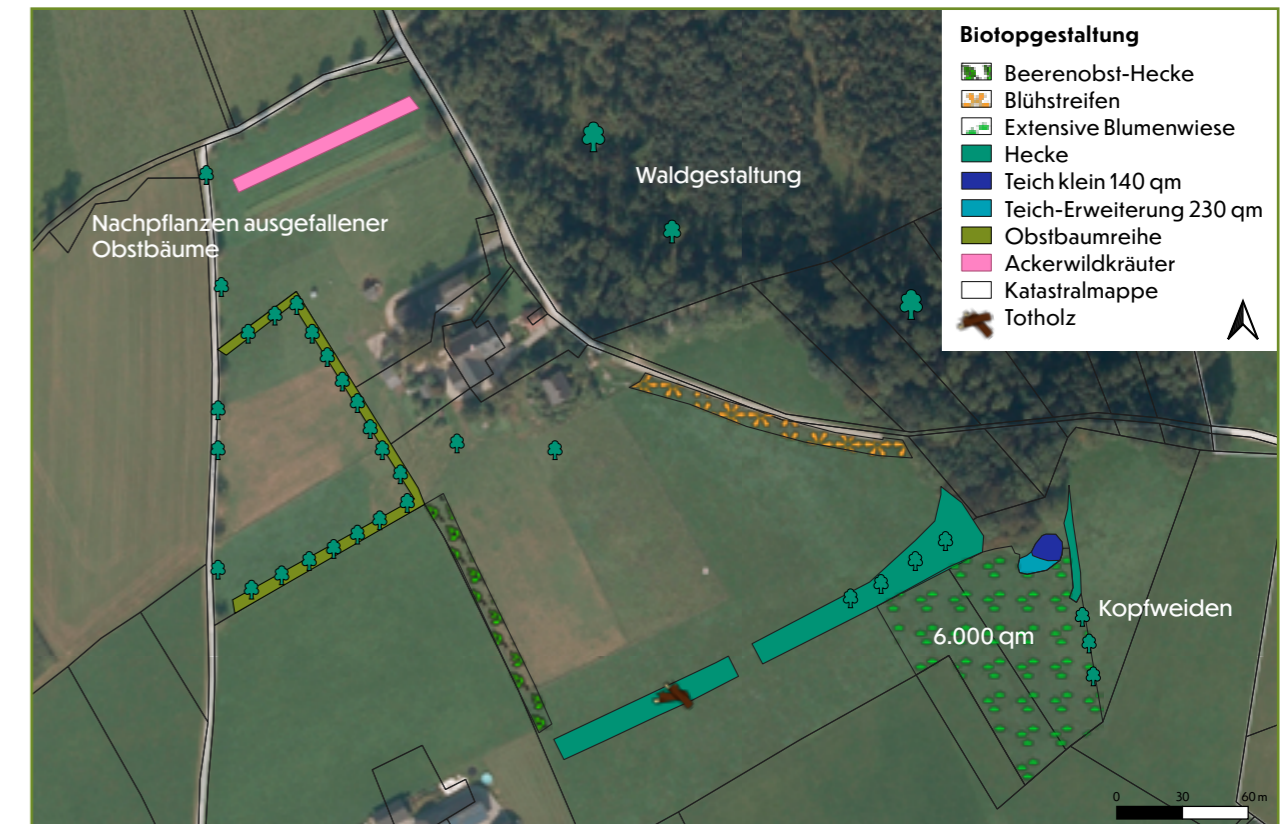 Biotopgestaltung
Beerenobst-Hecke
Blühstreifen
Extensive Blumenwiese
Hecke
Teich klein 140 qm
Teich-Erweiterung 230 qm
Obstbaumreihe
Ackerwildkräuter
Katastralmappe
Totholz
Waldgestaltung
Nachpflanzen ausgefallener
Obstbäume
Kopfweiden
6.000 qm
0 30 60 m